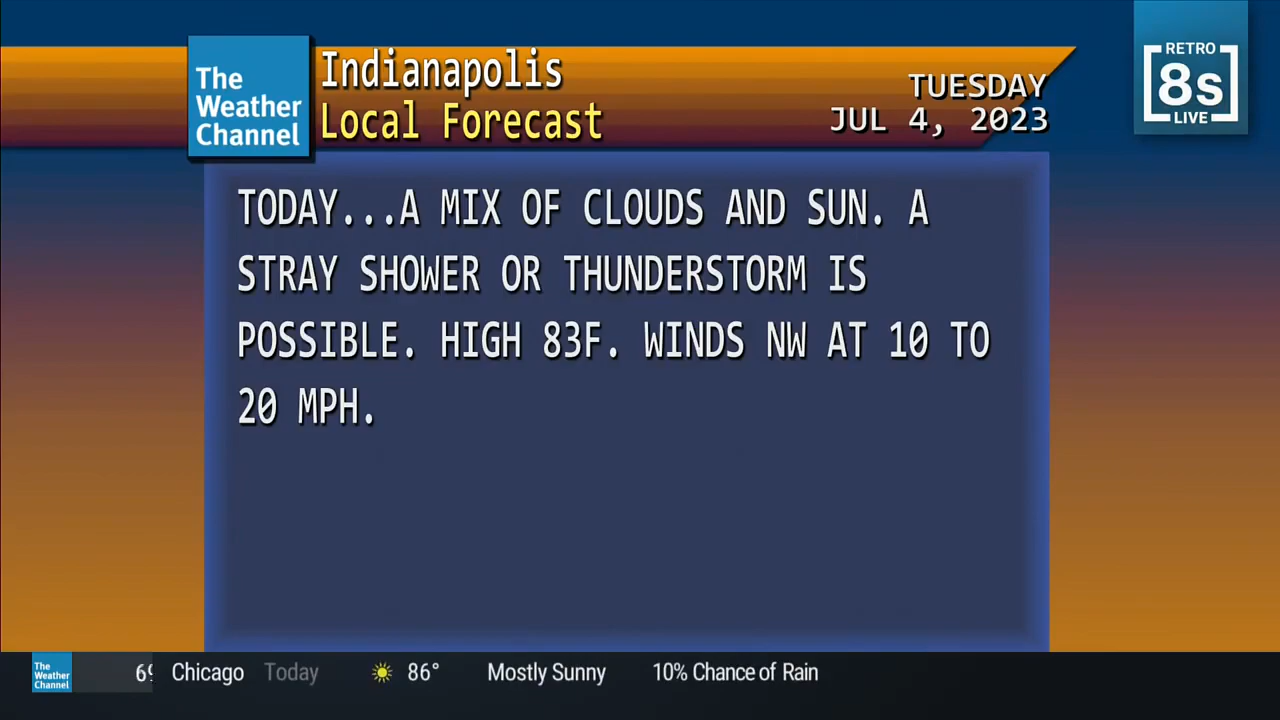 The
Weather
Channel
Indianapolis
Local Forecast
TUESDAY
JUL 4, 2023
RETRO
8s
LIVE
TODAY...A MIX OF CLOUDS AND SUN. A
STRAY SHOWER OR THUNDERSTORM IS
POSSIBLE. HIGH 83F. WINDS NW AT 10 TO
20 MPH.
The
Weather
Channel
Chicago Today 86° Mostly Sunny 10% Chance of Rain